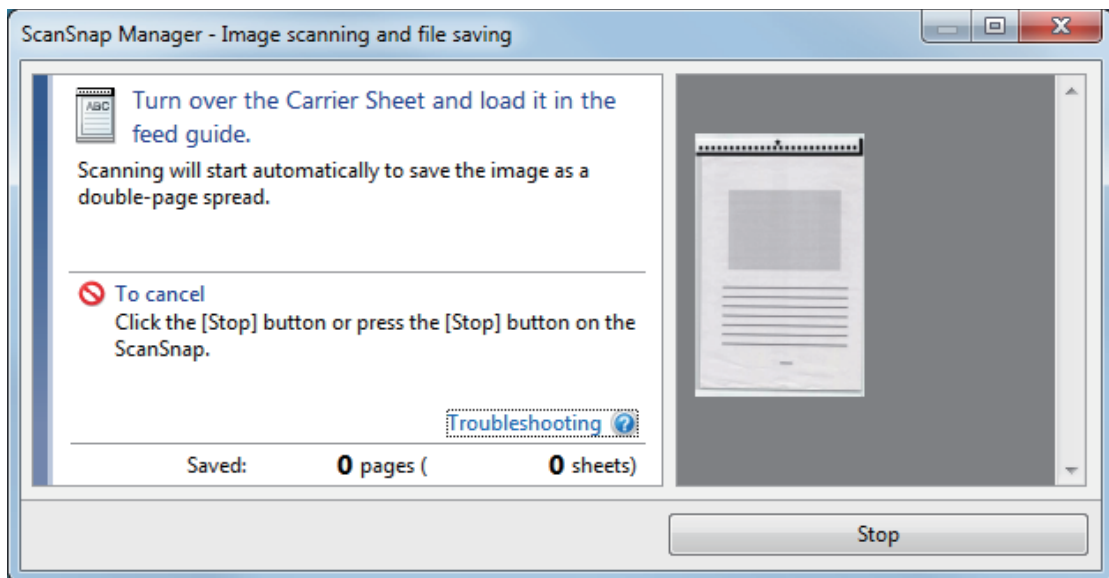 ScanSnap Manager - Image scanning and file saving
ABC
Turn over the Carrier Sheet and load it in the
feed guide.
Scanning will start automatically to save the image as a
double-page spread.
To cancel
Click the [Stop] button or press the [Stop] button on the
ScanSnap.
Troubleshooting ?
Saved: 0 pages ( 0 sheets)
Stop